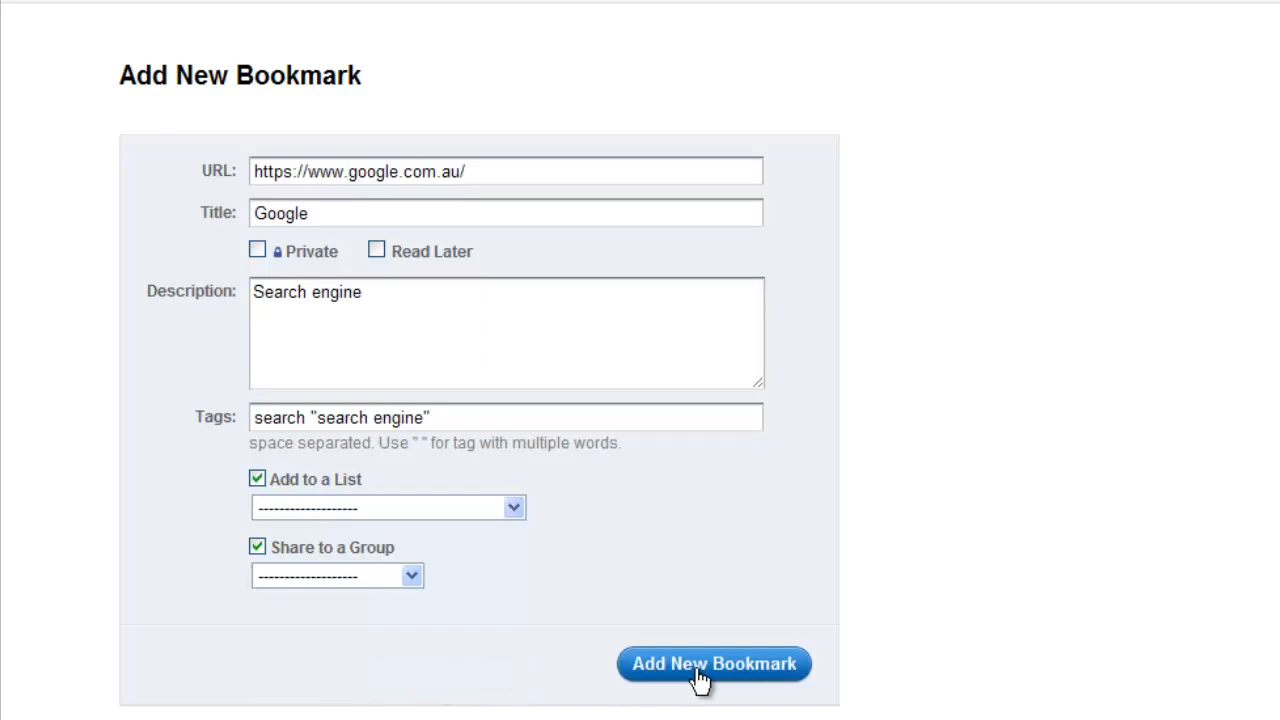 Add New Bookmark
URL: https://www.google.com.au/
Title: Google
Private Read Later
Description: Search engine
Tags: search "search engine"
space separated. Use " " for tag with multiple words.
Add to a List
-------------------
Share to a Group
-------------------
Add New Bookmark